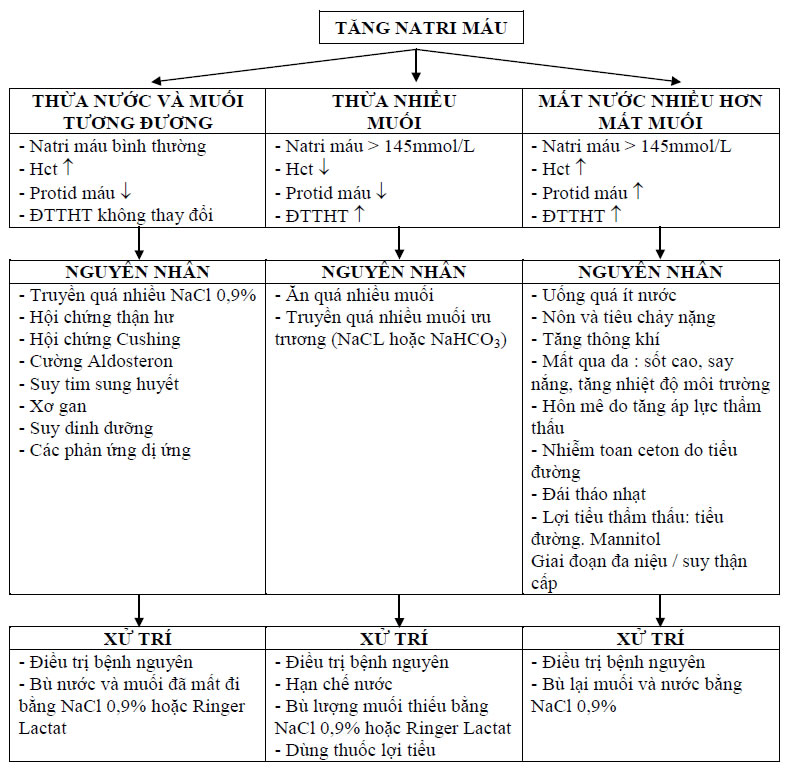 TĂNG NATRI MÁU
THỪA NƯỚC VÀ MUỐI
TƯƠNG ĐƯƠNG
- Natri máu bình thường
- Hct ↑
- Protid máu ↓
- ĐTTHT không thay đổi
THỪA NHIỀU
MUỐI
- Natri máu > 145mmol/L
- Hct ↓
- Protid máu ↓
- ĐTTHT ↑
MẤT NƯỚC NHIỀU HƠN
MẤT MUỐI
- Natri máu > 145mmol/L
- Hct ↑
- Protid máu ↑
- ĐTTHT ↑
NGUYÊN NHÂN
- Truyền quá nhiều NaCl 0,9%
- Hội chứng thận hư
- Hội chứng Cushing
- Cường Aldosteron
- Suy tim sung huyết
- Xơ gan
- Suy dinh dưỡng
- Các phản ứng dị ứng
NGUYÊN NHÂN
- Ăn quá nhiều muối
- Truyền quá nhiều muối ưu
trương (NaCL hoặc NaHCO₃)
NGUYÊN NHÂN
- Uống quá ít nước
- Nôn và tiêu chảy nặng
- Tăng thông khí
- Mất qua da : sốt cao, say
nắng, tăng nhiệt độ môi trường
- Hôn mê do tăng áp lực thẩm
thấu
- Nhiễm toan ceton do tiểu
đường
- Đái tháo nhạt
- Lợi tiểu thẩm thấu: tiểu
đường. Mannitol
Giai đoạn đa niệu / suy thận
cấp
XỬ TRÍ
- Điều trị bệnh nguyên
- Bù nước và muối đã mất đi
bằng NaCl 0,9% hoặc Ringer
Lactat
XỬ TRÍ
- Điều trị bệnh nguyên
- Hạn chế nước
- Bù lượng muối thiếu bằng
NaCl 0,9% hoặc Ringer Lactat
- Dùng thuốc lợi tiểu
XỬ TRÍ
- Điều trị bệnh nguyên
- Bù lại muối và nước bằng
NaCl 0,9%